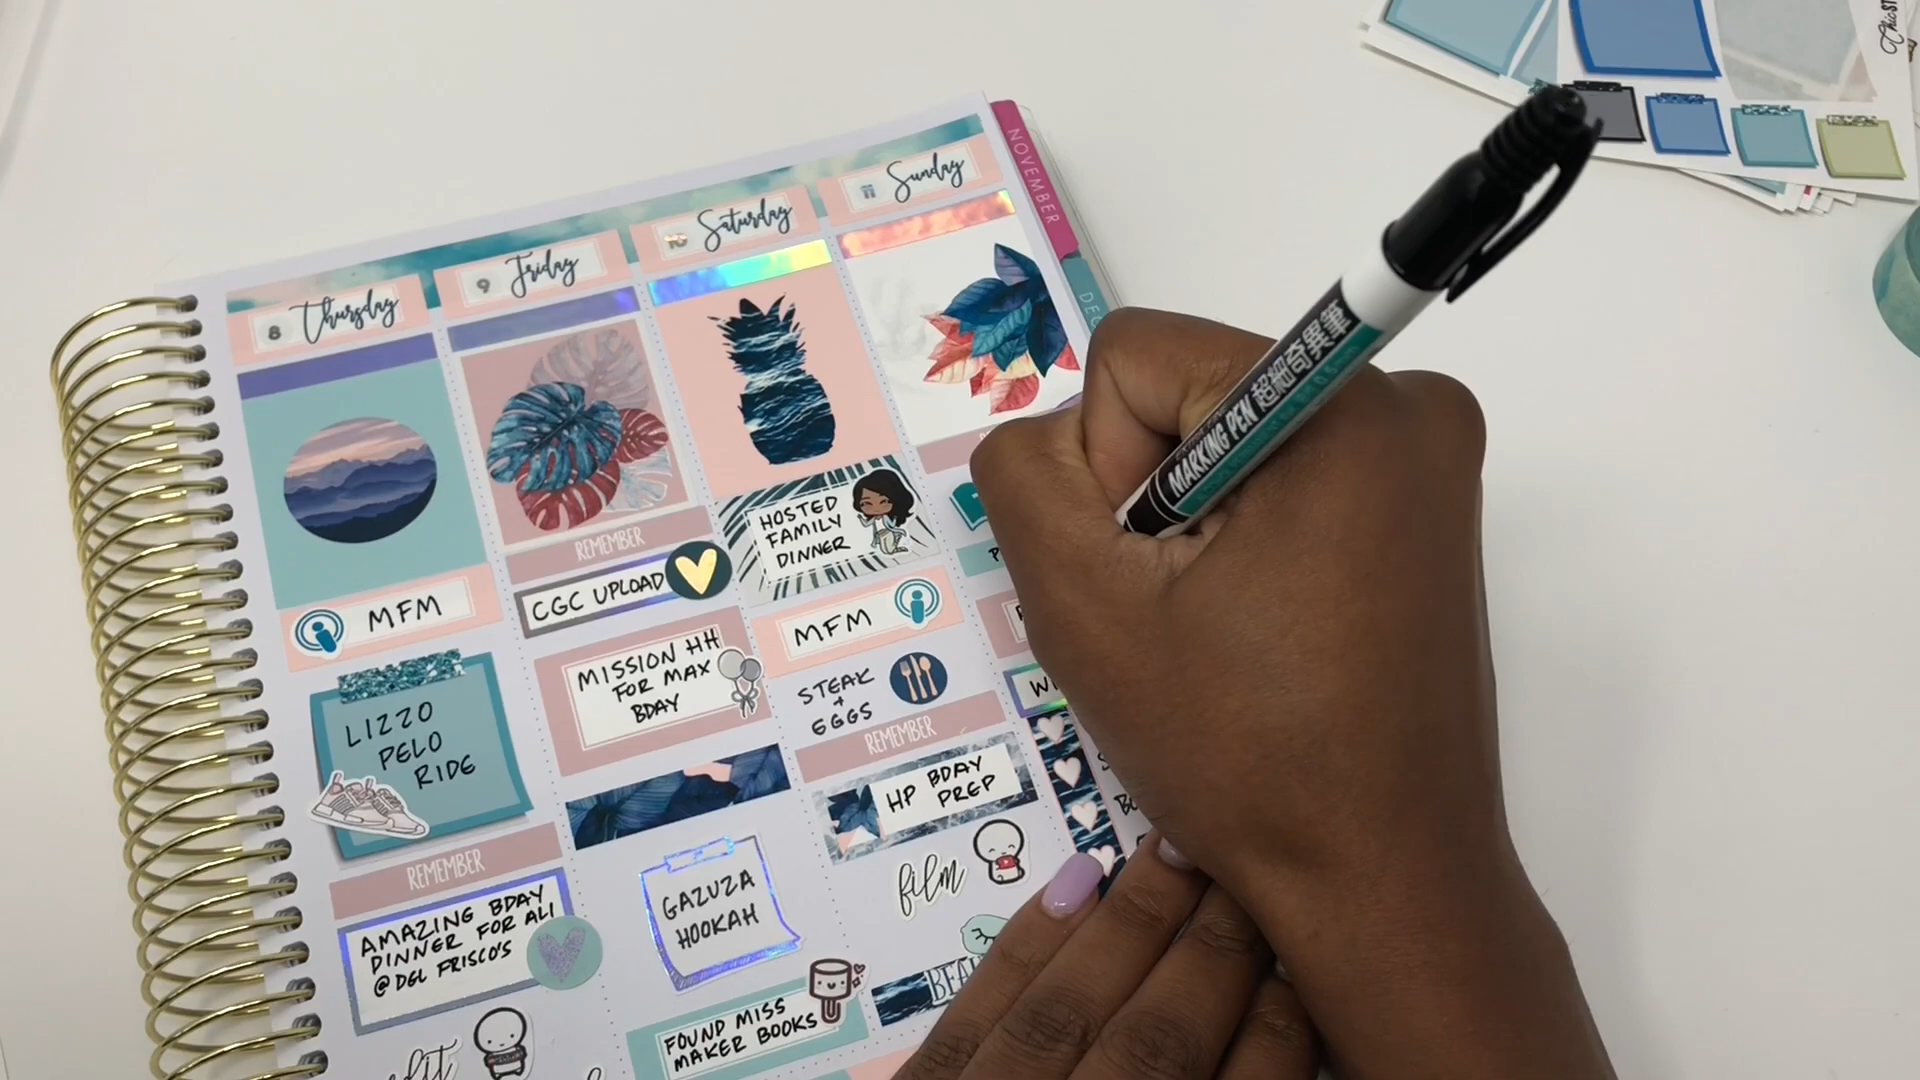 8 Thursday
9 Friday
10 Saturday
11 Sunday
NOVEMBER
DEC
MFM
LIZZO
PELO
RIDE
REMEMBER
AMAZING BDAY
DINNER FOR ALI
@DEL FRISCO'S
REMEMBER
CGC UPLOAD
MISSION HH
FOR MAX
BDAY
GAZUZA
HOOKAH
FOUND MISS
MAKER BOOKS
HOSTED
FAMILY
DINNER
MFM
STEAK
+
EGGS
REMEMBER
HP BDAY
PREP
film
MARKING PEN 超細奇異筆